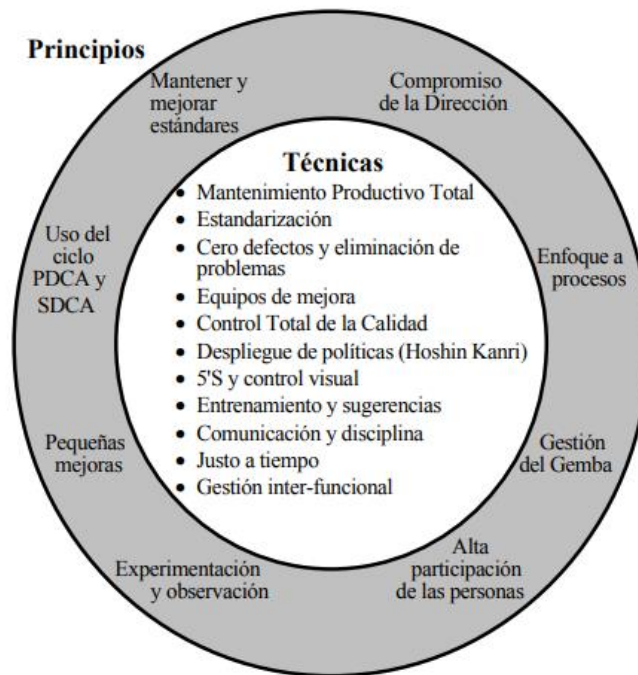 Principios
Mantener y
mejorar
estándares
Compromiso
de la Dirección
Técnicas
• Mantenimiento Productivo Total
• Estandarización
• Cero defectos y eliminación de
problemas
• Equipos de mejora
• Control Total de la Calidad
• Despliegue de políticas (Hoshin Kanri)
• 5'S y control visual
• Entrenamiento y sugerencias
• Comunicación y disciplina
• Justo a tiempo
• Gestión inter-funcional
Uso del
ciclo
PDCA y
SDCA
Enfoque a
procesos
Pequeñas
mejoras
Gestión
del Gemba
Experimentación
y observación
Alta
participación
de las personas